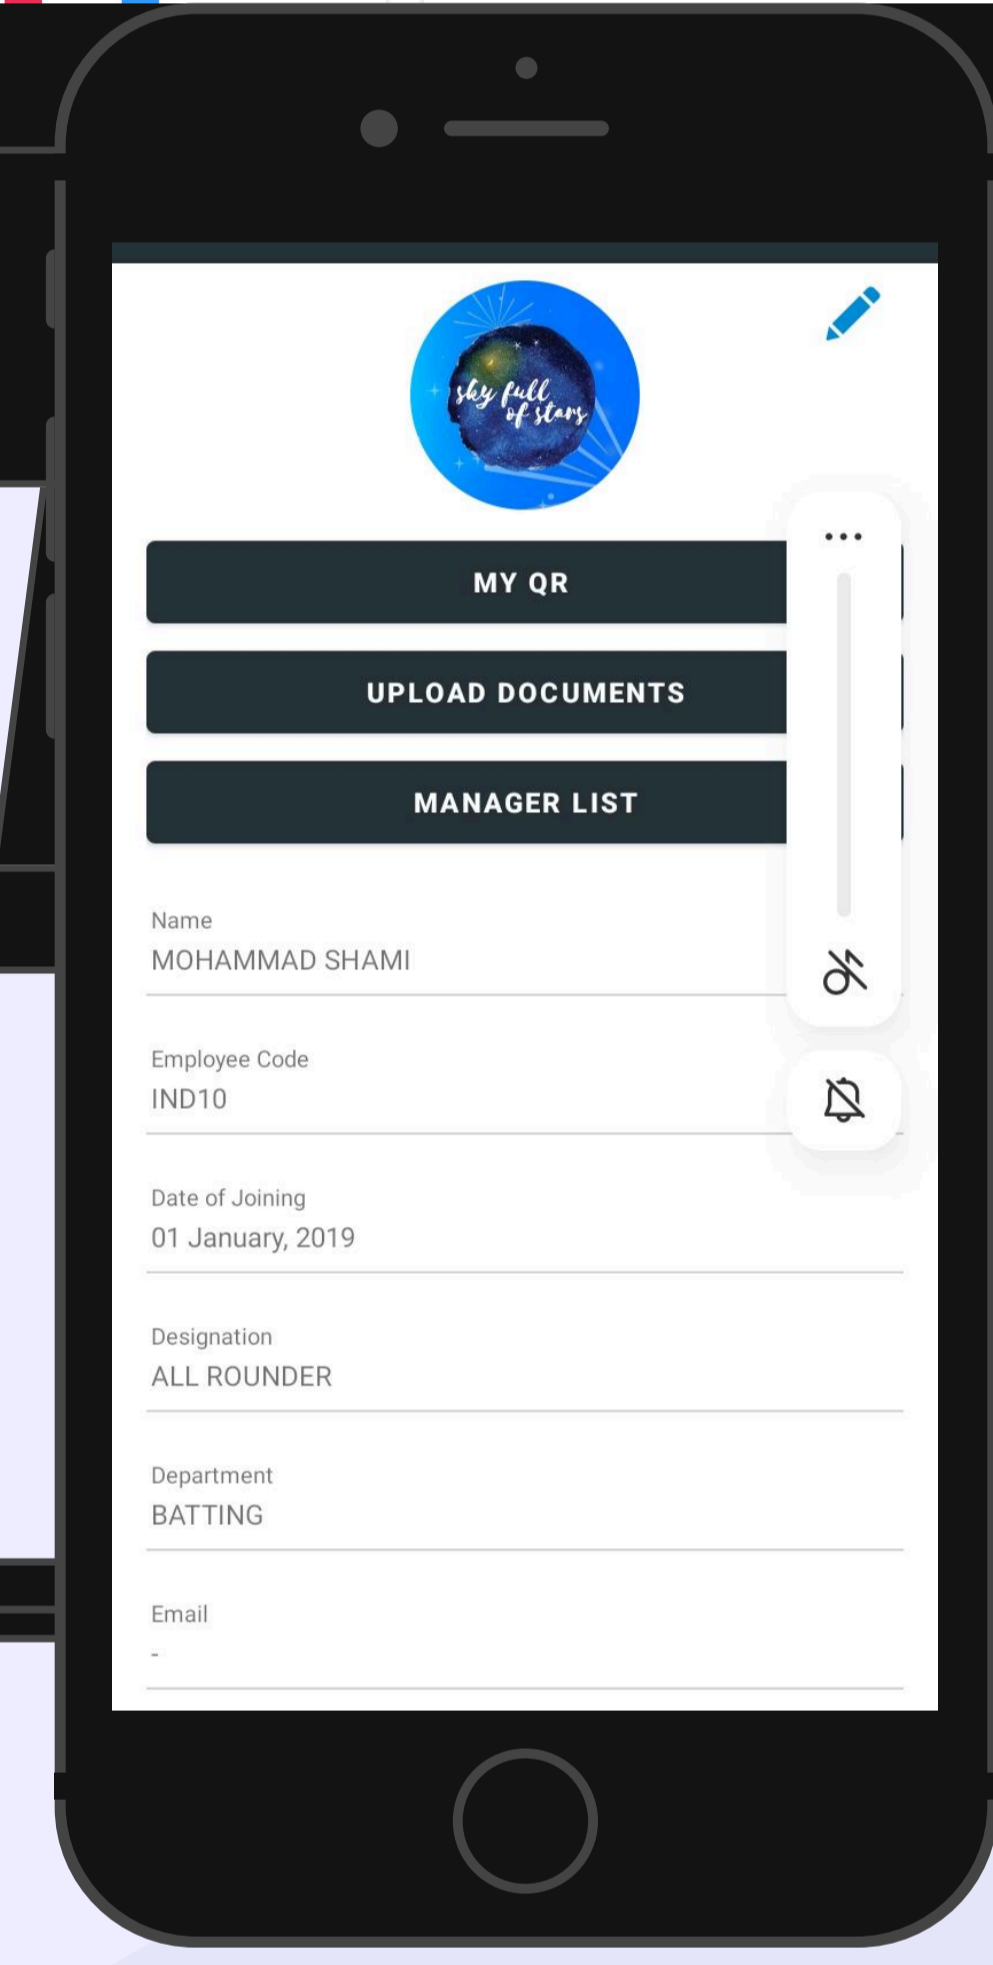 sky full
of stars
MY QR
UPLOAD DOCUMENTS
MANAGER LIST
Name
MOHAMMAD SHAMI
Employee Code
IND10
Date of Joining
01 January, 2019
Designation
ALL ROUNDER
Department
BATTING
Email
-